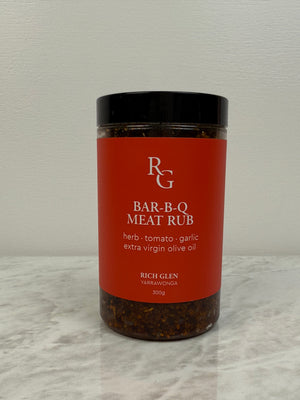 RG
BAR-B-Q
MEAT RUB
herb · tomato · garlic
extra virgin olive oil
RICH GLEN
YARRAWONGA
300g